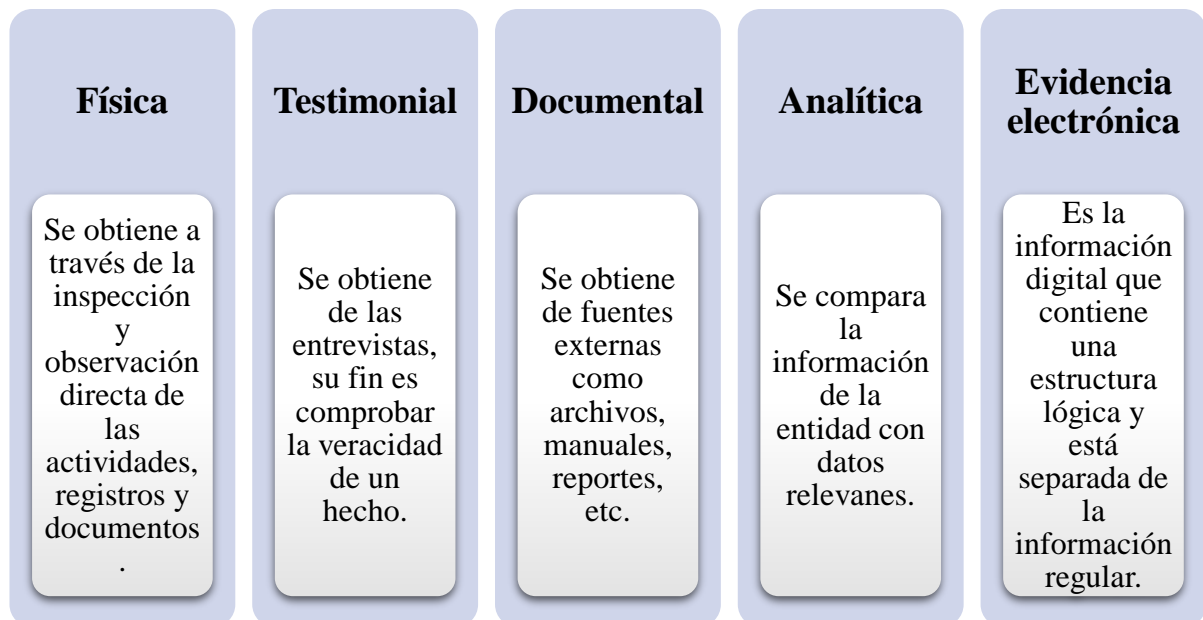 Física
Se obtiene a
través de la
inspección
y
observación
directa de
las
actividades,
registros y
documentos
.
Testimonial
Se obtiene
de las
entrevistas,
su fin es
comprobar
la veracidad
de un
hecho.
Documental
Se obtiene
de fuentes
externas
como
archivos,
manuales,
reportes,
etc.
Analítica
Se compara
la
información
de la
entidad con
datos
relevanes.
Evidencia
electrónica
Es la
información
digital que
contiene
una
estructura
lógica y
está
separada de
la
información
regular.